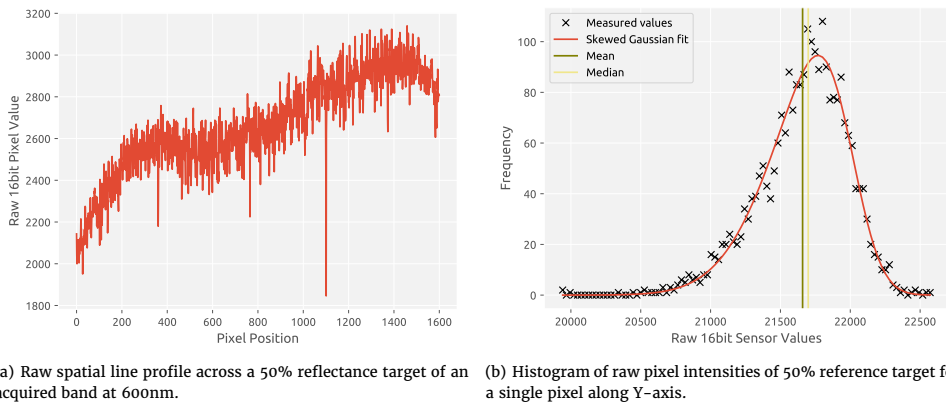 3200
3000
2800
2600
2400
2200
2000
1800
Raw 16bit Pixel Value
0 200 400 600 800 1000 1200 1400 1600
Pixel Position
Measured values
Skewed Gaussian fit
Mean
Median
100
80
60
40
20
0
Frequency
20000 20500 21000 21500 22000 22500
Raw 16bit Sensor Values
a) Raw spatial line profile across a 50% reflectance target of an
acquired band at 600nm.
(b) Histogram of raw pixel intensities of 50% reference target f
a single pixel along Y-axis.